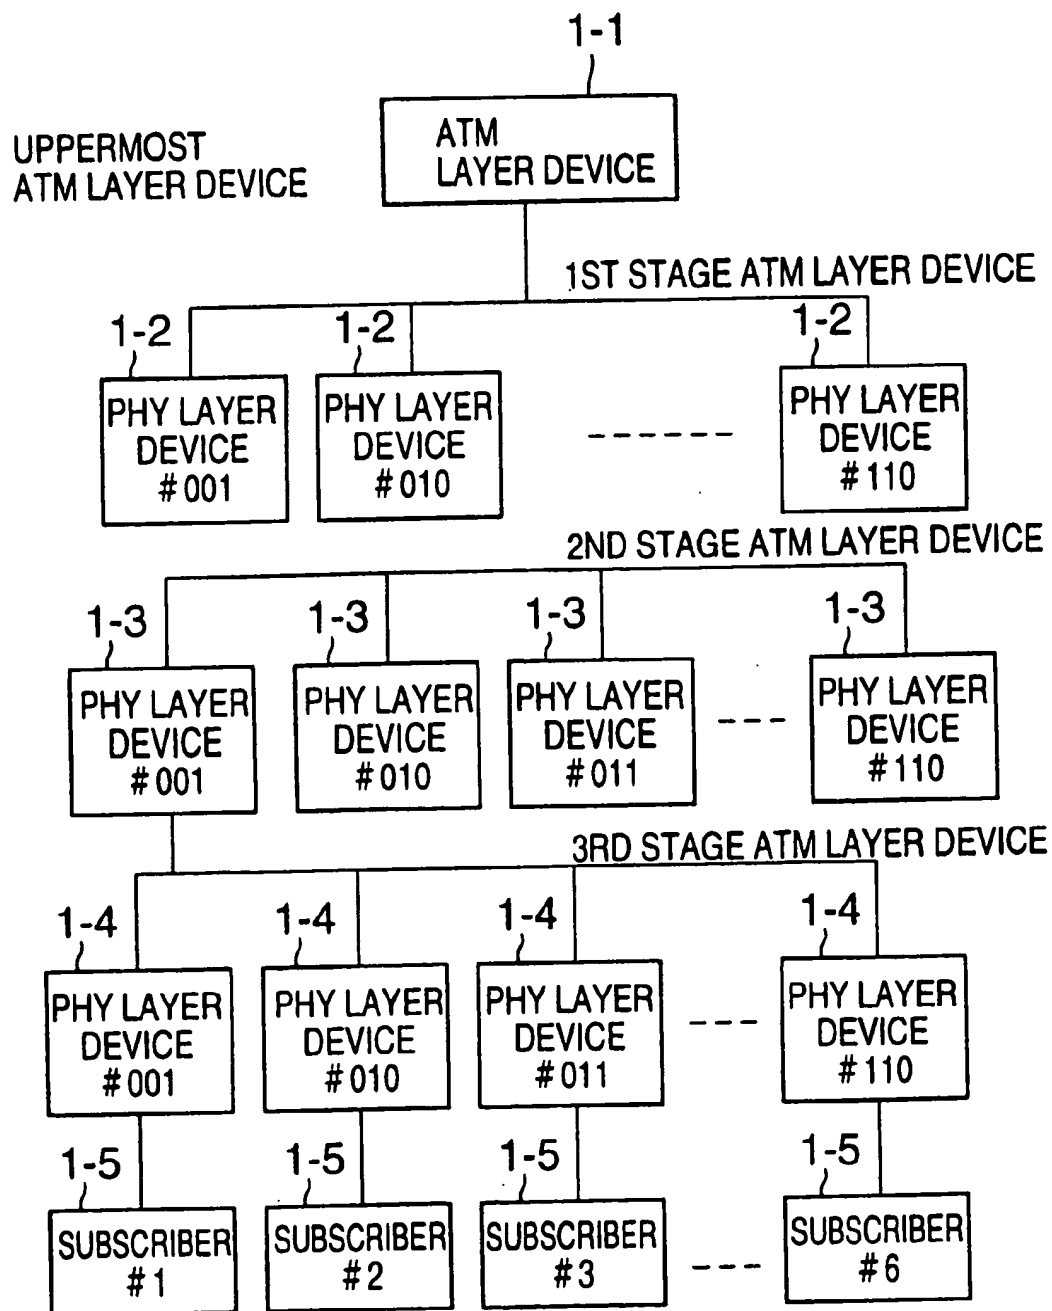 1-1
ATM
LAYER DEVICE
UPPERMOST
ATM LAYER DEVICE
1ST STAGE ATM LAYER DEVICE
1-2
1-2
1-2
PHY LAYER
DEVICE
#001
PHY LAYER
DEVICE
#010
PHY LAYER
DEVICE
#110
2ND STAGE ATM LAYER DEVICE
1-3
1-3
1-3
1-3
PHY LAYER
DEVICE
#001
PHY LAYER
DEVICE
#010
PHY LAYER
DEVICE
#011
PHY LAYER
DEVICE
#110
3RD STAGE ATM LAYER DEVICE
1-4
1-4
1-4
1-4
PHY LAYER
DEVICE
#001
PHY LAYER
DEVICE
#010
PHY LAYER
DEVICE
#011
PHY LAYER
DEVICE
#110
1-5
1-5
1-5
1-5
SUBSCRIBER
#1
SUBSCRIBER
#2
SUBSCRIBER
#3
SUBSCRIBER
#6